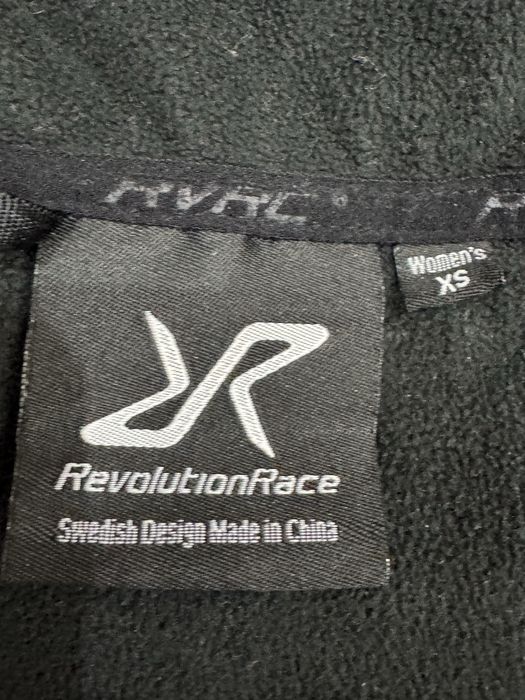 RVRC
Women's
XS
RevolutionRace
Swedish Design Made in China